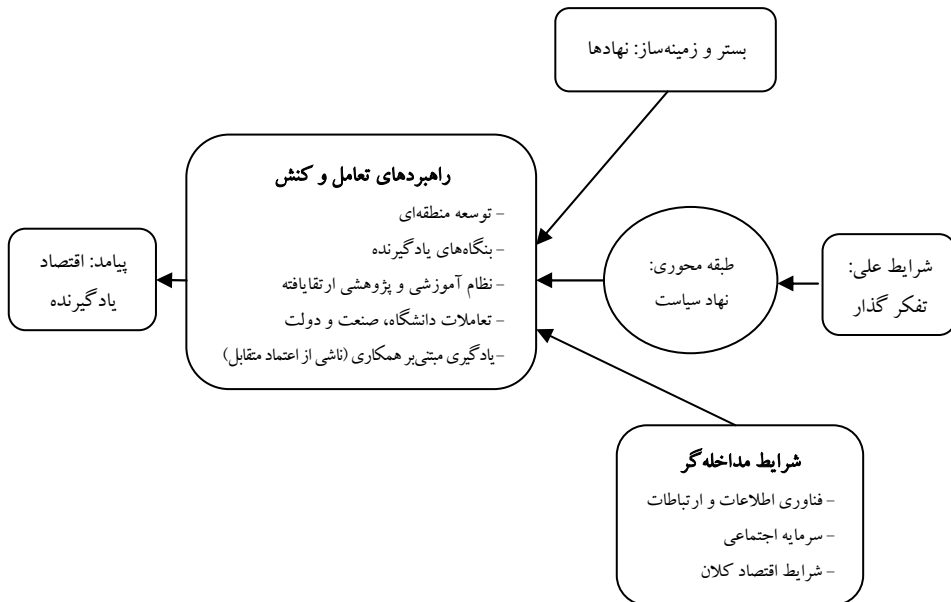 بستر و زمینه‌ساز: نهادها
شرایط علی:
تفکر گذار
طبقه محوری:
نهاد سیاست
راهبردهای تعامل و کنش
- توسعه منطقه‌ای
- بنگاه‌های یادگیرنده
- نظام آموزشی و پژوهشی ارتقایافته
- تعاملات دانشگاه، صنعت و دولت
- یادگیری مبتنی‌بر همکاری (ناشی از اعتماد متقابل)
پیامد: اقتصاد
یادگیرنده
شرایط مداخله‌گر
- فناوری اطلاعات و ارتباطات
- سرمایه اجتماعی
- شرایط اقتصاد کلان